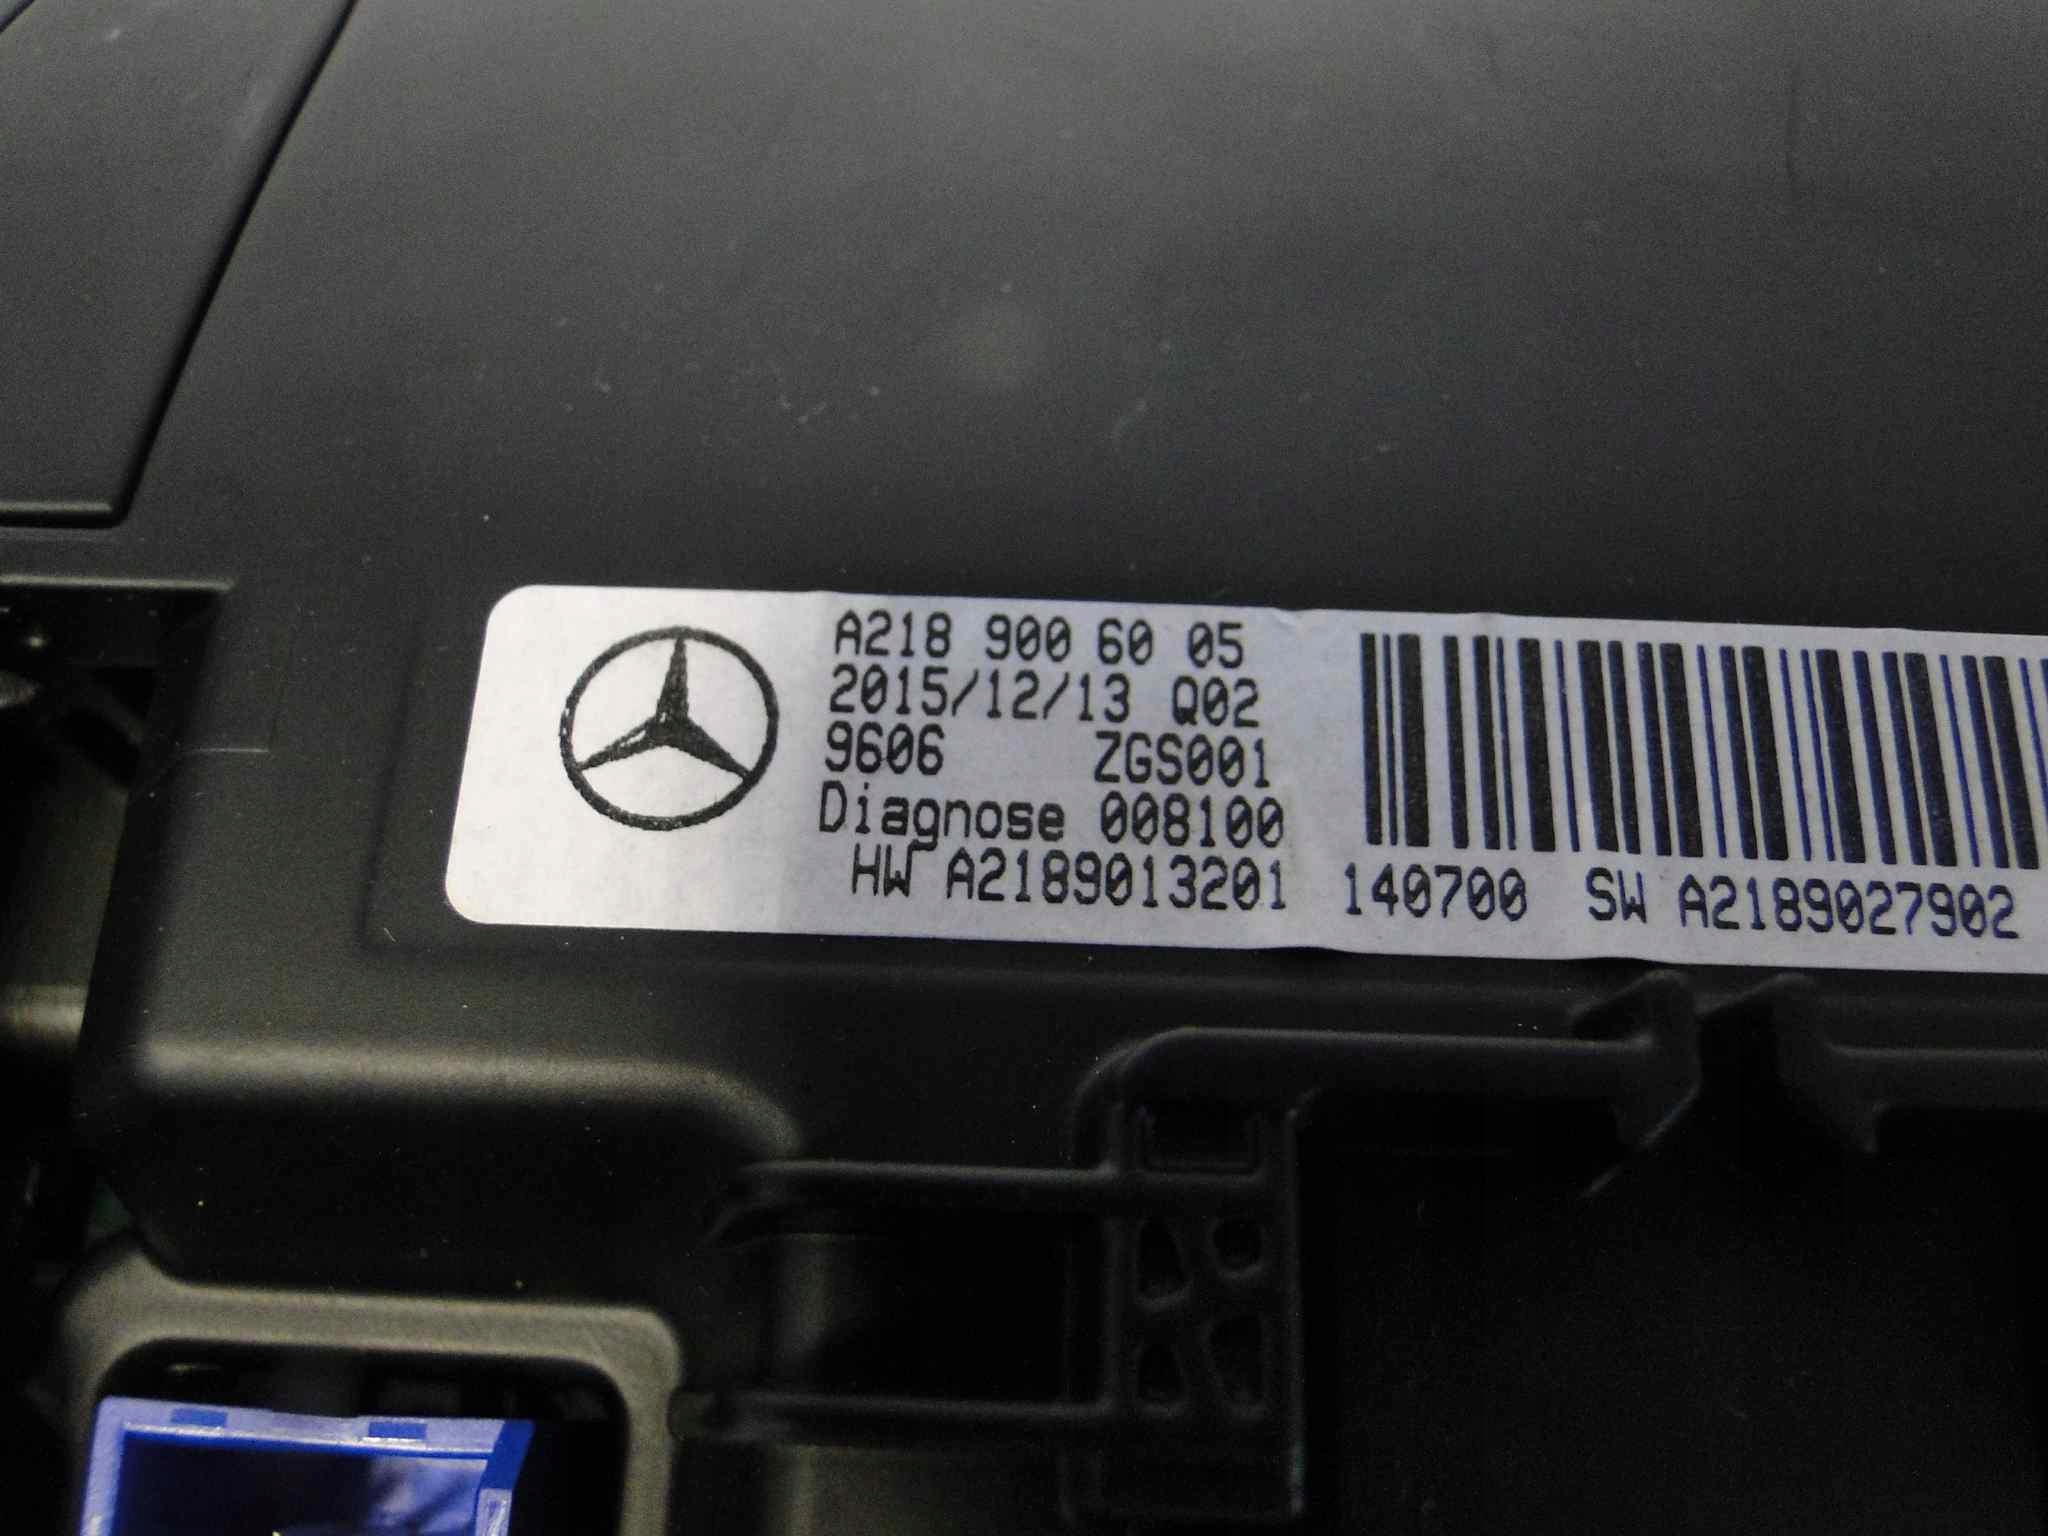 A218 900 60 05
2015/12/13 Q02
9606 ZGS001
Diagnose 008100
HW A2189013201 140700 SW A2189027902